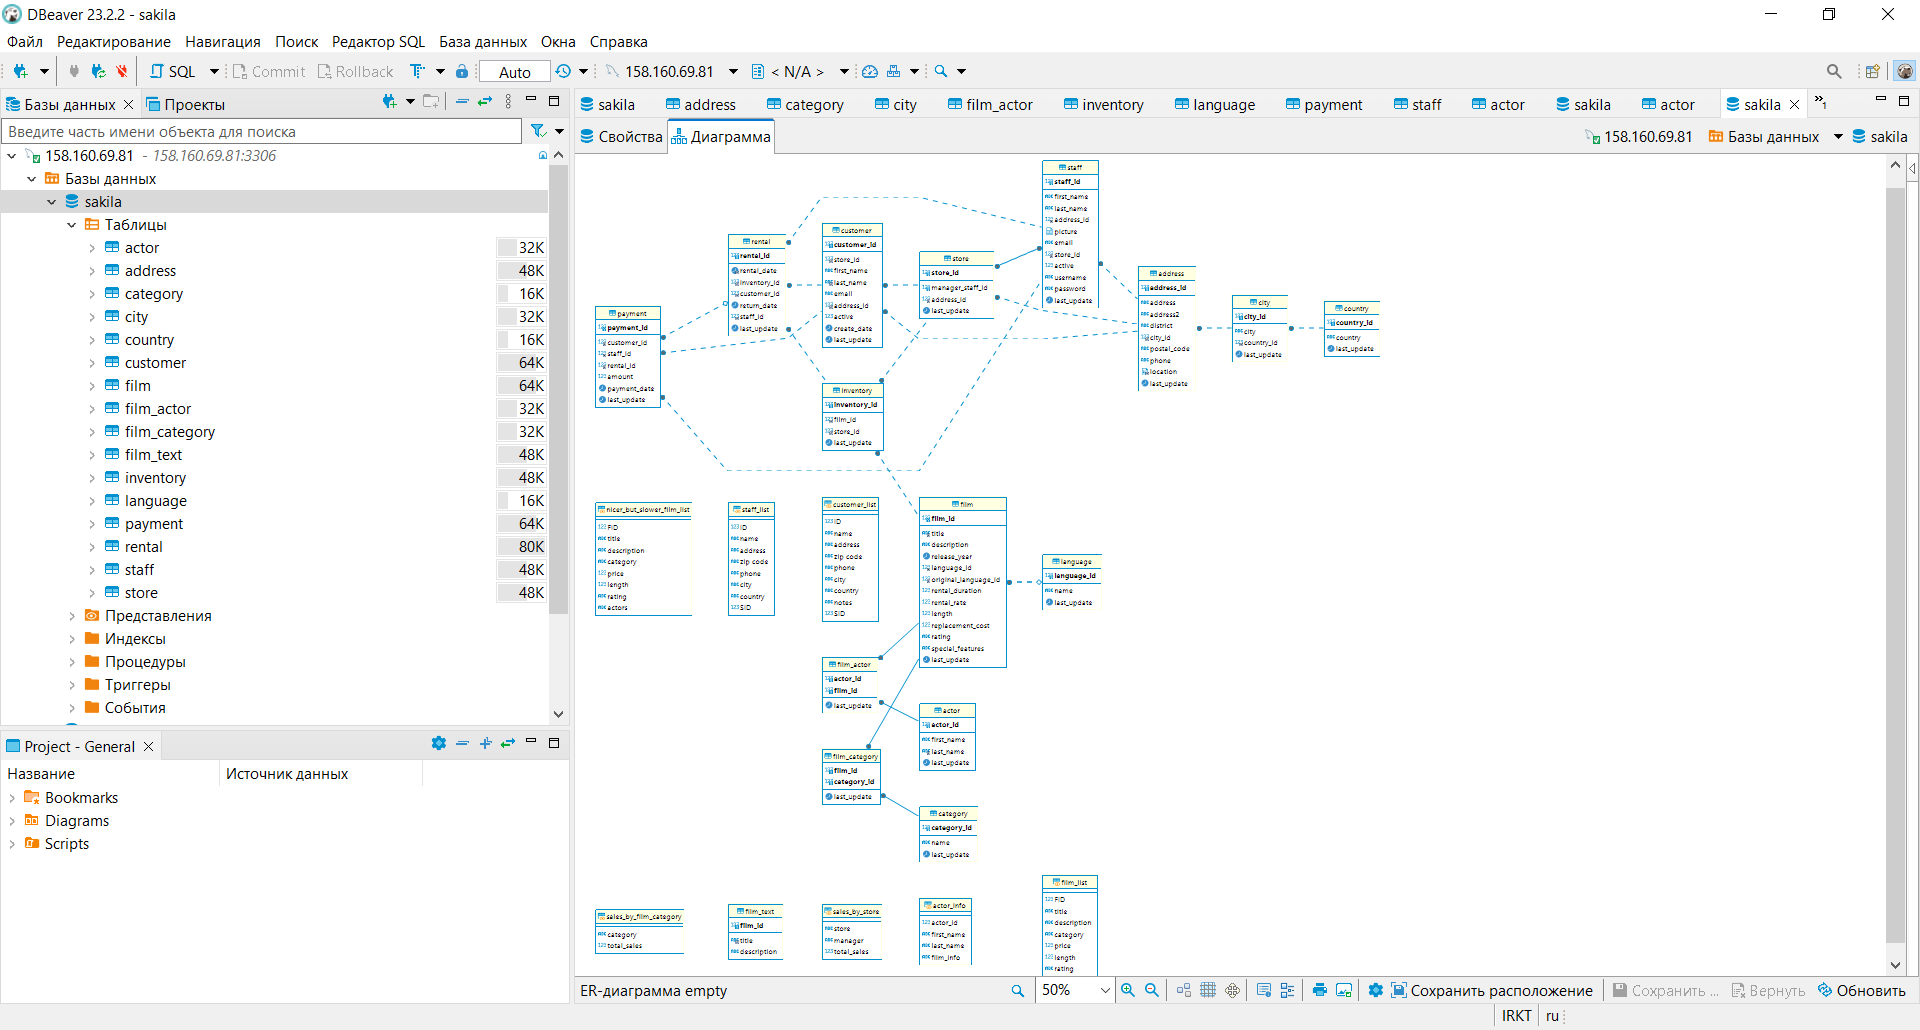 DBeaver 23.2.2 - sakila
Файл Редактирование Навигация Поиск Редактор SQL База данных Окна Справка
SQL Commit Rollback Auto 158.160.69.81 < N/A >
Базы данных Проекты
Введите часть имени объекта для поиска
158.160.69.81 - 158.160.69.81:3306
Базы данных
sakila
Таблицы
actor 32K
address 48K
category 16K
city 32K
country 16K
customer 64K
film 64K
film_actor 32K
film_category 32K
film_text 48K
inventory 48K
language 16K
payment 64K
rental 80K
staff 48K
store 48K
Представления
Индексы
Процедуры
Триггеры
События
Project - General
Название Источник данных
Bookmarks
Diagrams
Scripts
sakila address category city film_actor inventory language payment staff actor sakila actor sakila »1
Свойства Диаграмма 158.160.69.81 Базы данных sakila
staff
staff_id
first_name
last_name
address_id
picture
email
store_id
active
username
password
last_update
rental
rental_id
rental_date
inventory_id
customer_id
return_date
staff_id
last_update
customer
customer_id
store_id
first_name
last_name
email
address_id
active
create_date
last_update
store
store_id
manager_staff_id
address_id
last_update
address
address_id
address
address2
district
city_id
postal_code
phone
location
last_update
city
city_id
city
country_id
last_update
country
country_id
country
last_update
payment
payment_id
customer_id
staff_id
rental_id
amount
payment_date
last_update
inventory
inventory_id
film_id
store_id
last_update
nicer_but_slower_film_list
FID
title
description
category
price
length
rating
actors
staff_list
ID
name
address
zip code
phone
city
country
SID
customer_list
ID
name
address
zip code
phone
city
country
notes
SID
film
film_id
title
description
release_year
language_id
original_language_id
rental_duration
rental_rate
length
replacement_cost
rating
special_features
last_update
language
language_id
name
last_update
film_actor
actor_id
film_id
last_update
actor
actor_id
first_name
last_name
last_update
film_category
film_id
category_id
last_update
category
category_id
name
last_update
sales_by_film_category
category
total_sales
film_text
film_id
title
description
sales_by_store
store
manager
total_sales
actor_info
actor_id
first_name
last_name
film_info
film_list
FID
title
description
category
price
length
rating
ER-диаграмма empty 50% Сохранить расположение Сохранить ... Вернуть Обновить
IRKT ru